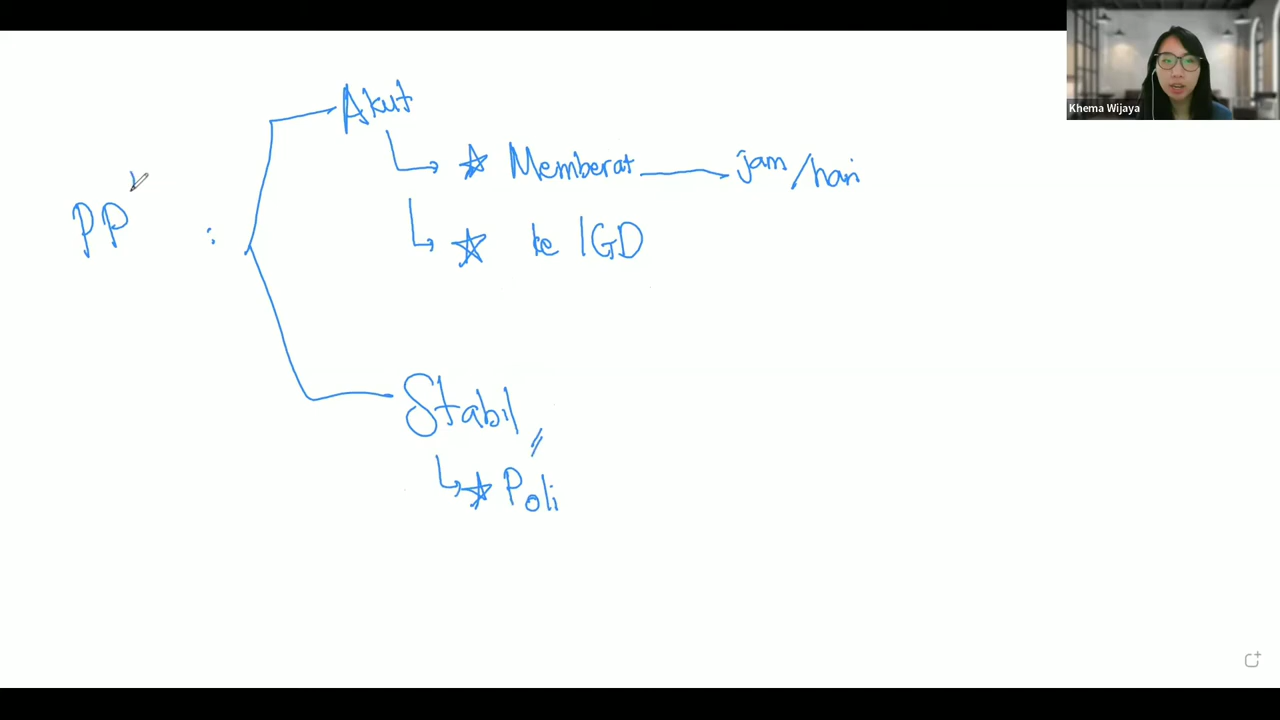 Khema Wijaya
Akut
Memberat jam/hari
ke IGD
PP :
Stabil
Poli